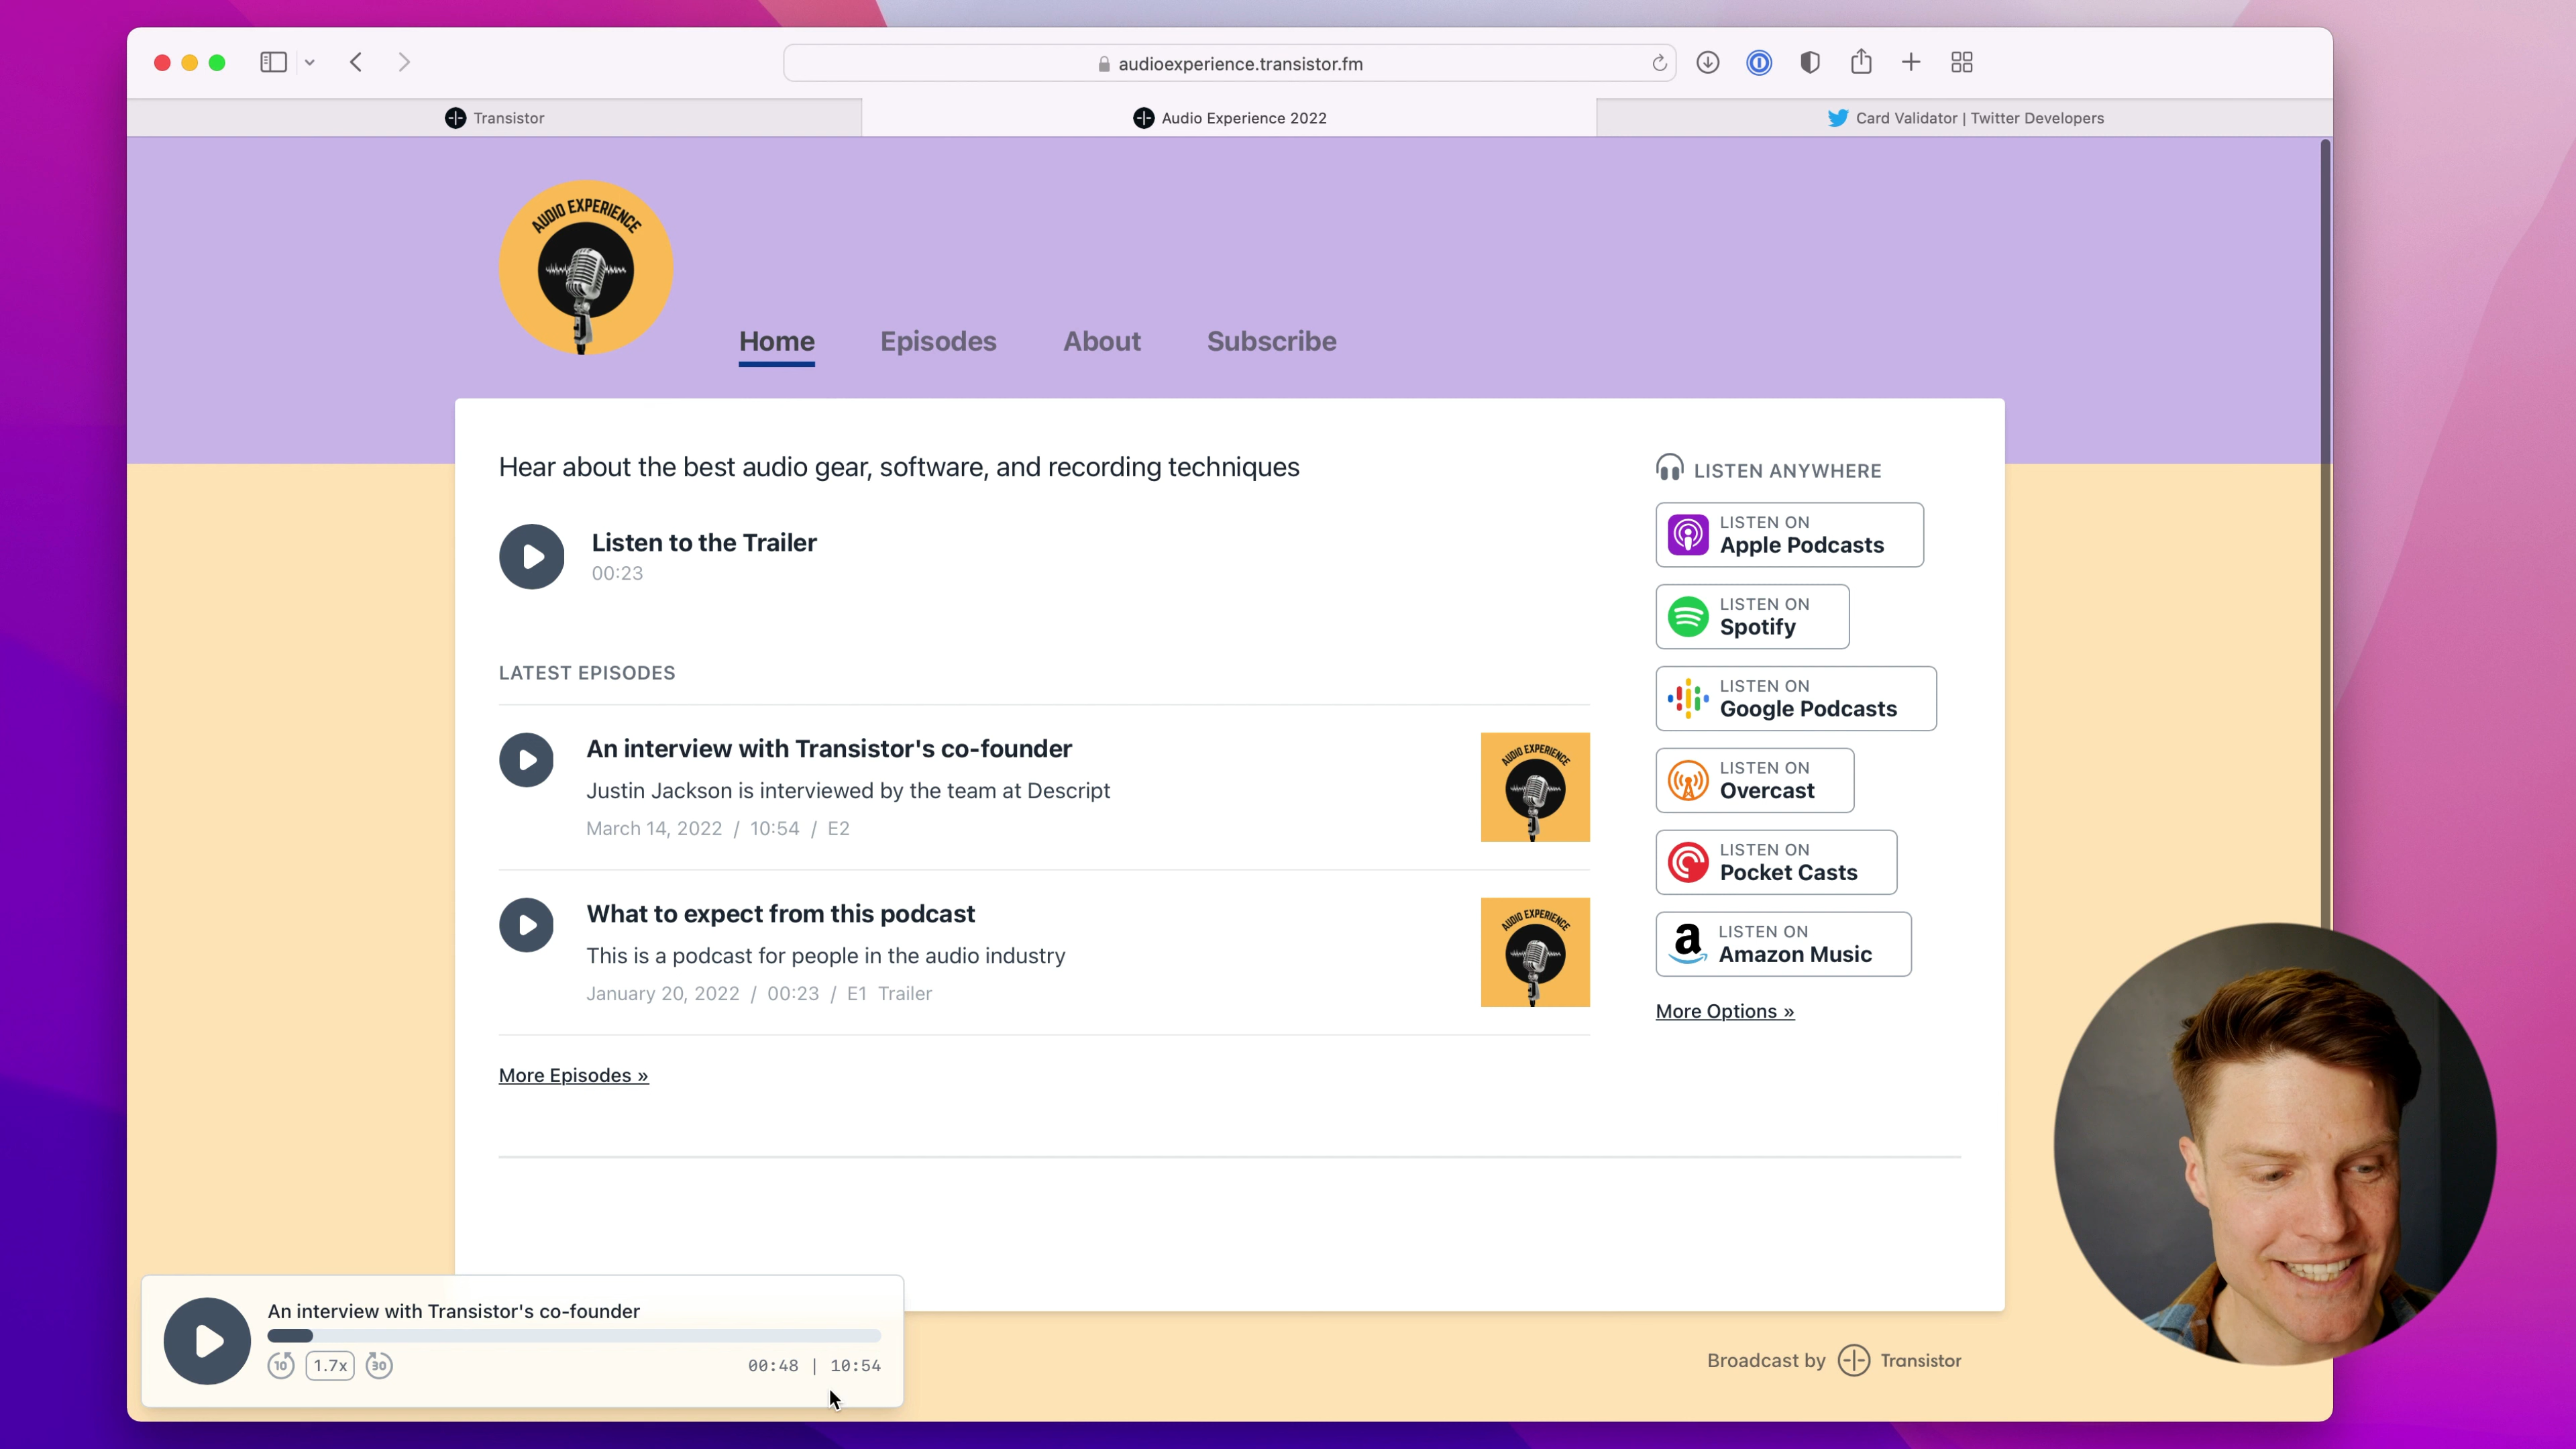 audioexperience.transistor.fm
Transistor
Audio Experience 2022
Card Validator | Twitter Developers
AUDIO EXPERIENCE
Home
Episodes
About
Subscribe
Hear about the best audio gear, software, and recording techniques
Listen to the Trailer
00:23
LATEST EPISODES
An interview with Transistor's co-founder
Justin Jackson is interviewed by the team at Descript
March 14, 2022 / 10:54 / E2
AUDIO EXPERIENCE
What to expect from this podcast
This is a podcast for people in the audio industry
January 20, 2022 / 00:23 / E1 Trailer
AUDIO EXPERIENCE
More Episodes »
LISTEN ANYWHERE
LISTEN ON
Apple Podcasts
LISTEN ON
Spotify
LISTEN ON
Google Podcasts
LISTEN ON
Overcast
LISTEN ON
Pocket Casts
a
LISTEN ON
Amazon Music
More Options »
An interview with Transistor's co-founder
10 1.7x 30 00:48 | 10:54
Broadcast by Transistor